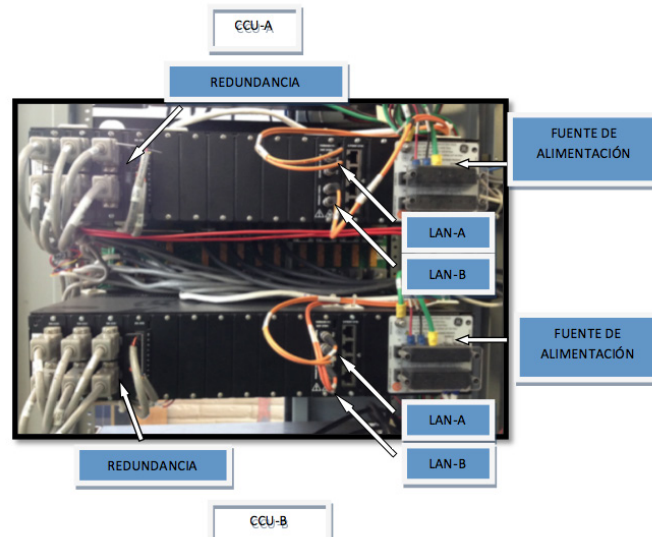 CCU-A
REDUNDANCIA
FUENTE DE
ALIMENTACIÓN
LAN-A
LAN-B
FUENTE DE
ALIMENTACIÓN
LAN-A
LAN-B
REDUNDANCIA
CCU-B